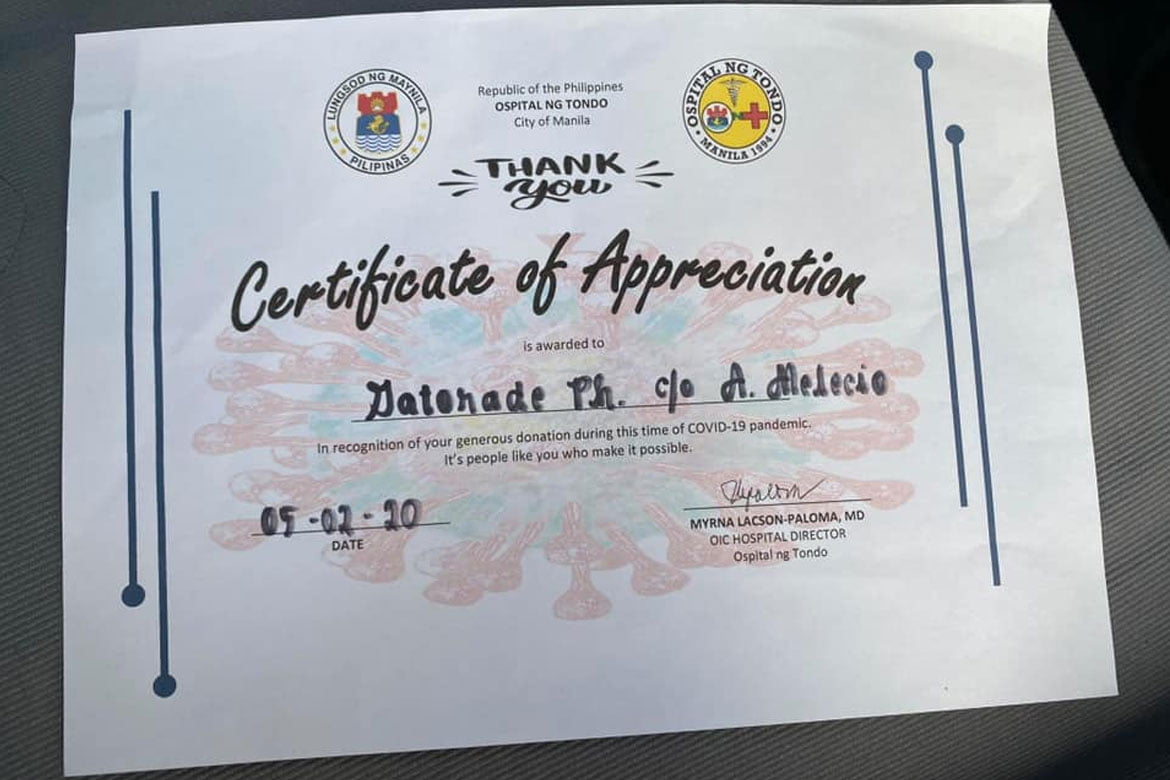 LUNGSOD NG MAYNILA
PILIPINAS
Republic of the Philippines
OSPITAL NG TONDO
City of Manila
OSPITAL NG TONDO
MANILA 1994
THANK
you
Certificate of Appreciation
is awarded to
Gatorade Ph. c/o A. Melecio
In recognition of your generous donation during this time of COVID-19 pandemic.
It's people like you who make it possible.
05-02-20
DATE
MYRNA LACSON-PALOMA, MD
OIC HOSPITAL DIRECTOR
Ospital ng Tondo